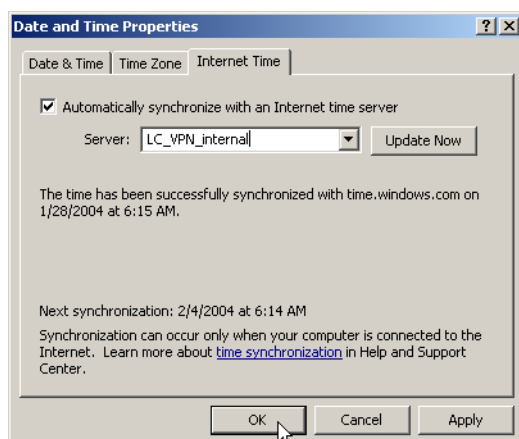 Date and Time Properties
Date & Time Time Zone Internet Time
Automatically synchronize with an Internet time server
Server: LC_VPN_internal Update Now
The time has been successfully synchronized with time.windows.com on
1/28/2004 at 6:15 AM.
Next synchronization: 2/4/2004 at 6:14 AM
Synchronization can occur only when your computer is connected to the
Internet. Learn more about time synchronization in Help and Support
Center.
OK Cancel Apply